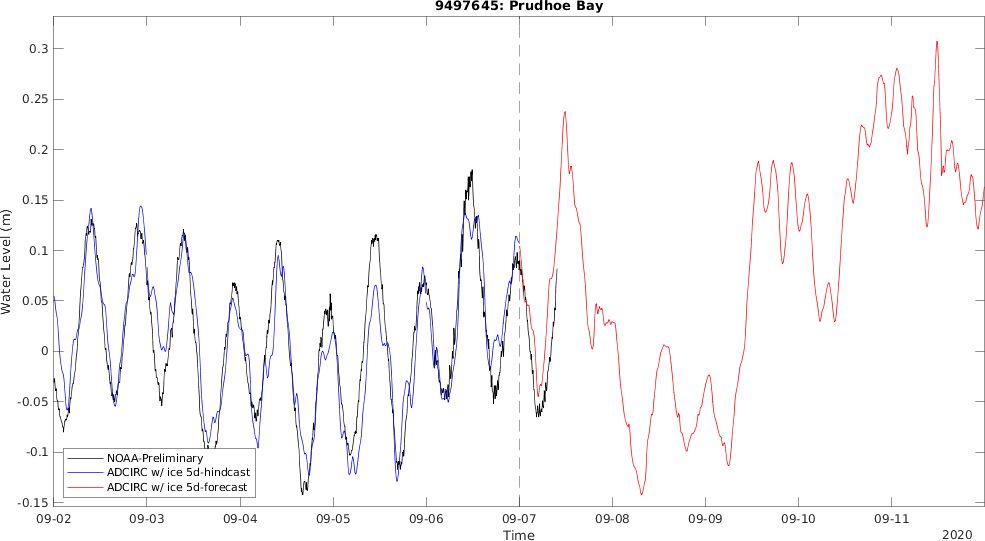 9497645: Prudhoe Bay
0.3
0.25
0.2
0.15
0.1
0.05
0
-0.05
-0.1
-0.15
Water Level (m)
NOAA-Preliminary
ADCIRC w/ ice 5d-hindcast
ADCIRC w/ ice 5d-forecast
09-02 09-03 09-04 09-05 09-06 09-07 09-08 09-09 09-10 09-11
Time
2020